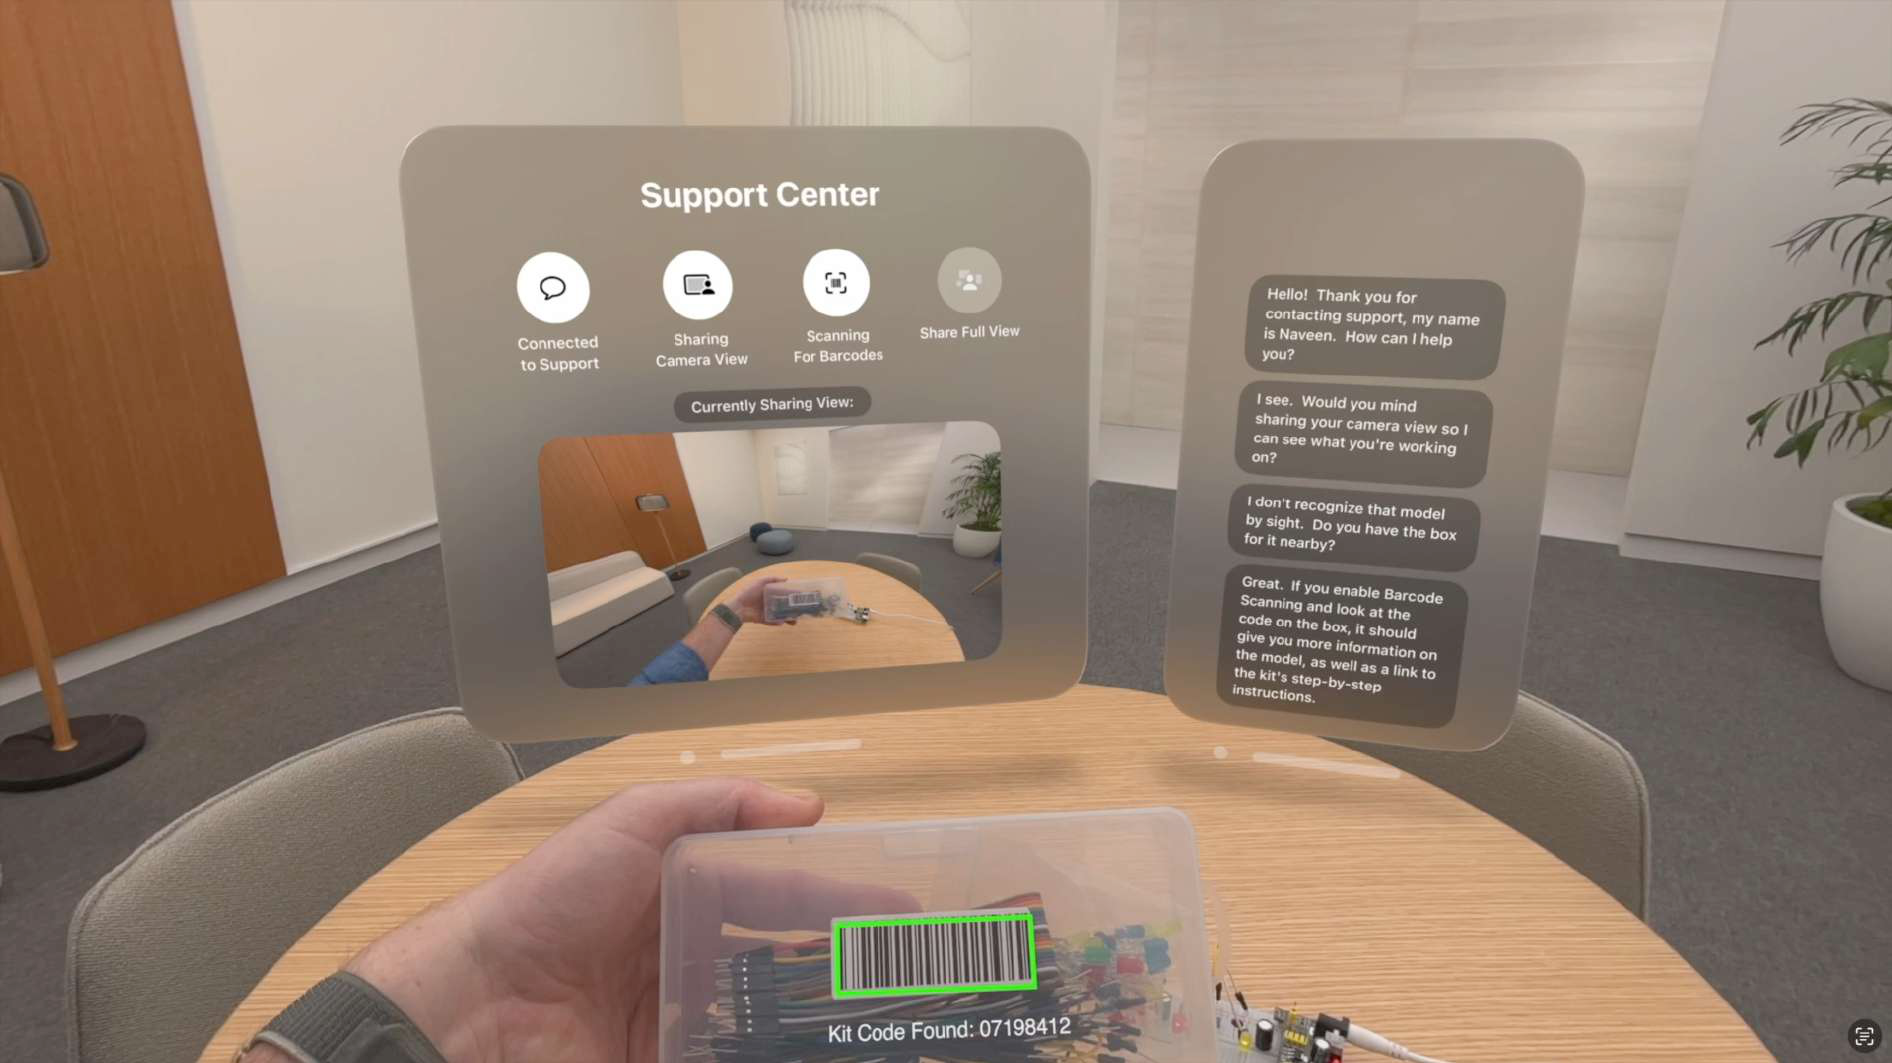 Support Center
Connected
to Support
Sharing
Camera View
Scanning
For Barcodes
Share Full View
Currently Sharing View:
Hello! Thank you for
contacting support, my name
is Naveen. How can I help
you?
I see. Would you mind
sharing your camera view so I
can see what you're working
on?
I don't recognize that model
by sight. Do you have the box
for it nearby?
Great. If you enable Barcode
Scanning and look at the
code on the box, it should
give you more information on
the model, as well as a link to
the kit's step-by-step
instructions.
Kit Code Found: 07198412